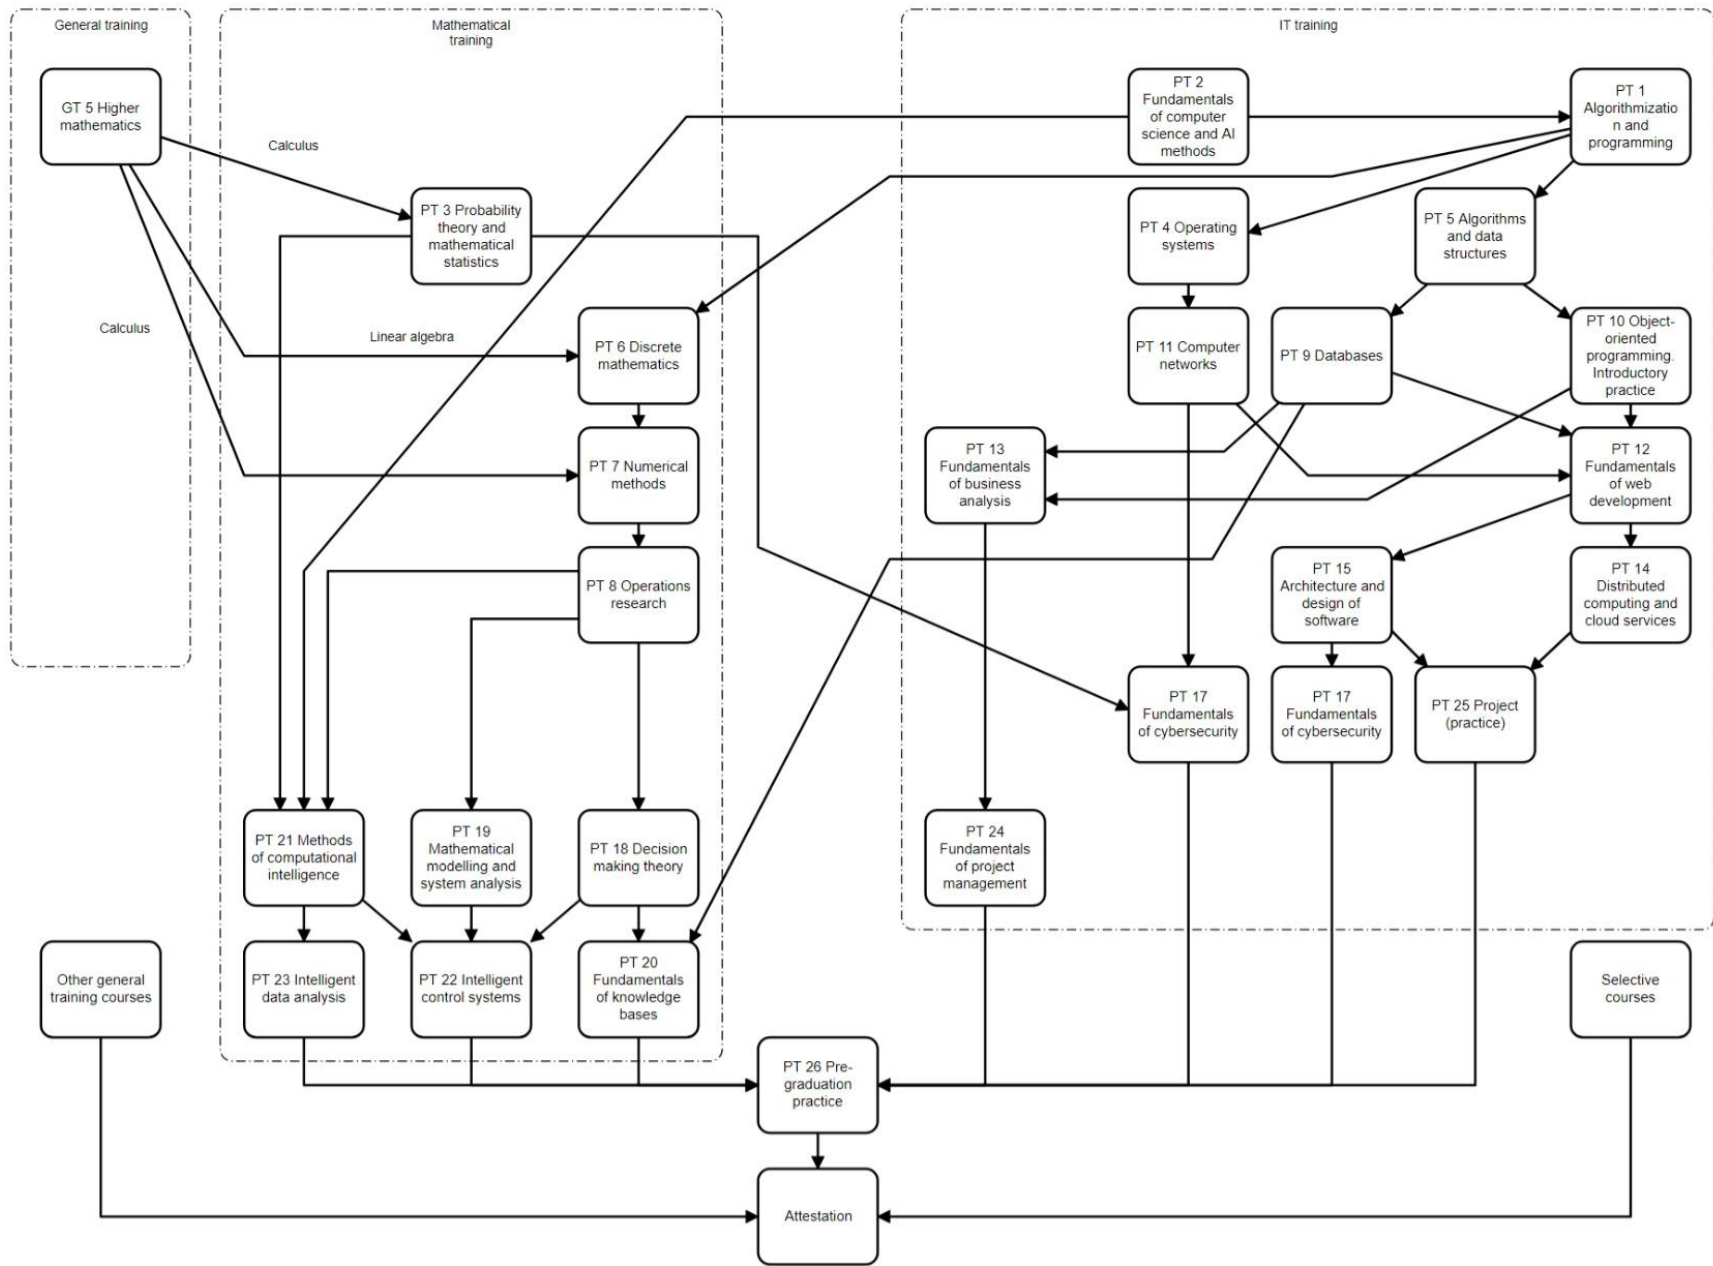 General training
Mathematical
training
IT training
GT 5 Higher
mathematics
PT 2
Fundamentals
of computer
science and AI
methods
PT 1
Algorithmizatio
n and
programming
Calculus
PT 3 Probability
theory and
mathematical
statistics
PT 4 Operating
systems
PT 5 Algorithms
and data
structures
Calculus
Linear algebra
PT 6 Discrete
mathematics
PT 11 Computer
networks
PT 9 Databases
PT 10 Object-
oriented
programming.
Introductory
practice
PT 7 Numerical
methods
PT 13
Fundamentals
of business
analysis
PT 12
Fundamentals
of web
development
PT 8 Operations
research
PT 15
Architecture and
design of
software
PT 14
Distributed
computing and
cloud services
PT 17
Fundamentals
of cybersecurity
PT 17
Fundamentals
of cybersecurity
PT 25 Project
(practice)
PT 21 Methods
of computational
intelligence
PT 19
Mathematical
modelling and
system analysis
PT 18 Decision
making theory
PT 24
Fundamentals
of project
management
Other general
training courses
PT 23 Intelligent
data analysis
PT 22 Intelligent
control systems
PT 20
Fundamentals
of knowledge
bases
Selective
courses
PT 26 Pre-
graduation
practice
Attestation